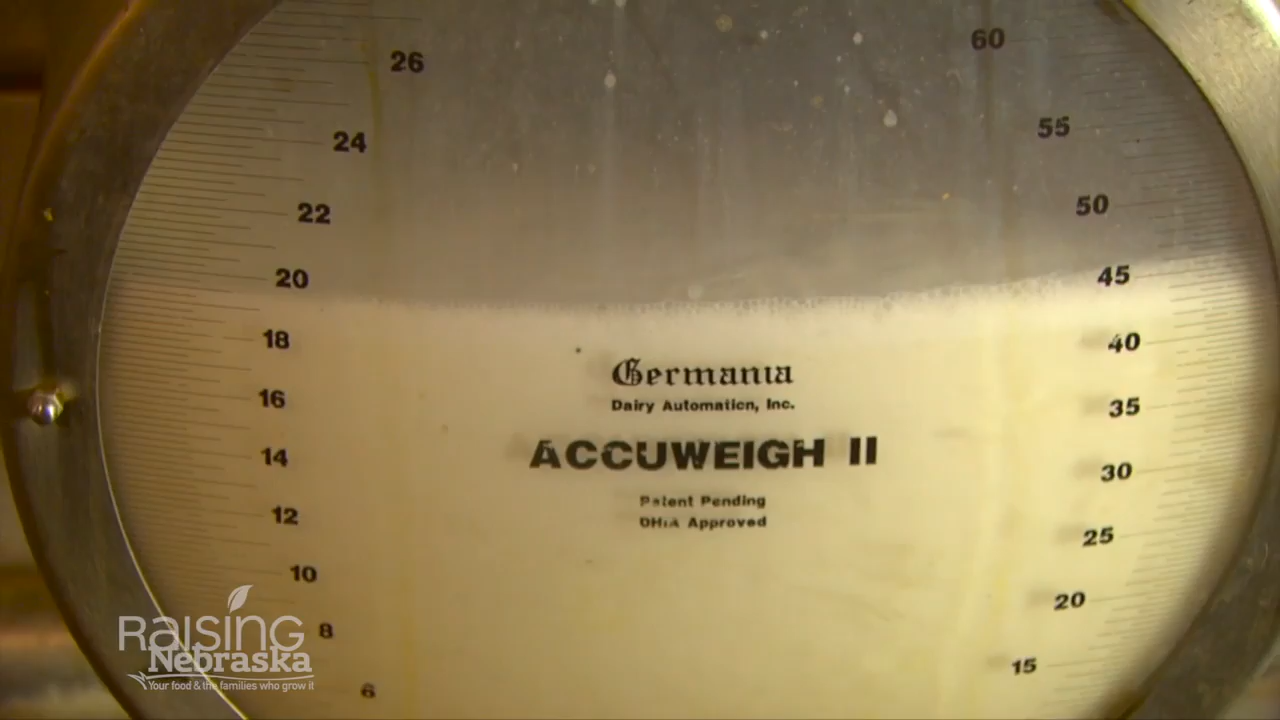 26
60
24
55
22
50
20
45
18
40
16
35
14
30
12
25
10
20
8
15
6
Germania
Dairy Automation, Inc.
ACCUWEIGH II
Patent Pending
DHIA Approved
Raising
Nebraska
Your food & the families who grow it